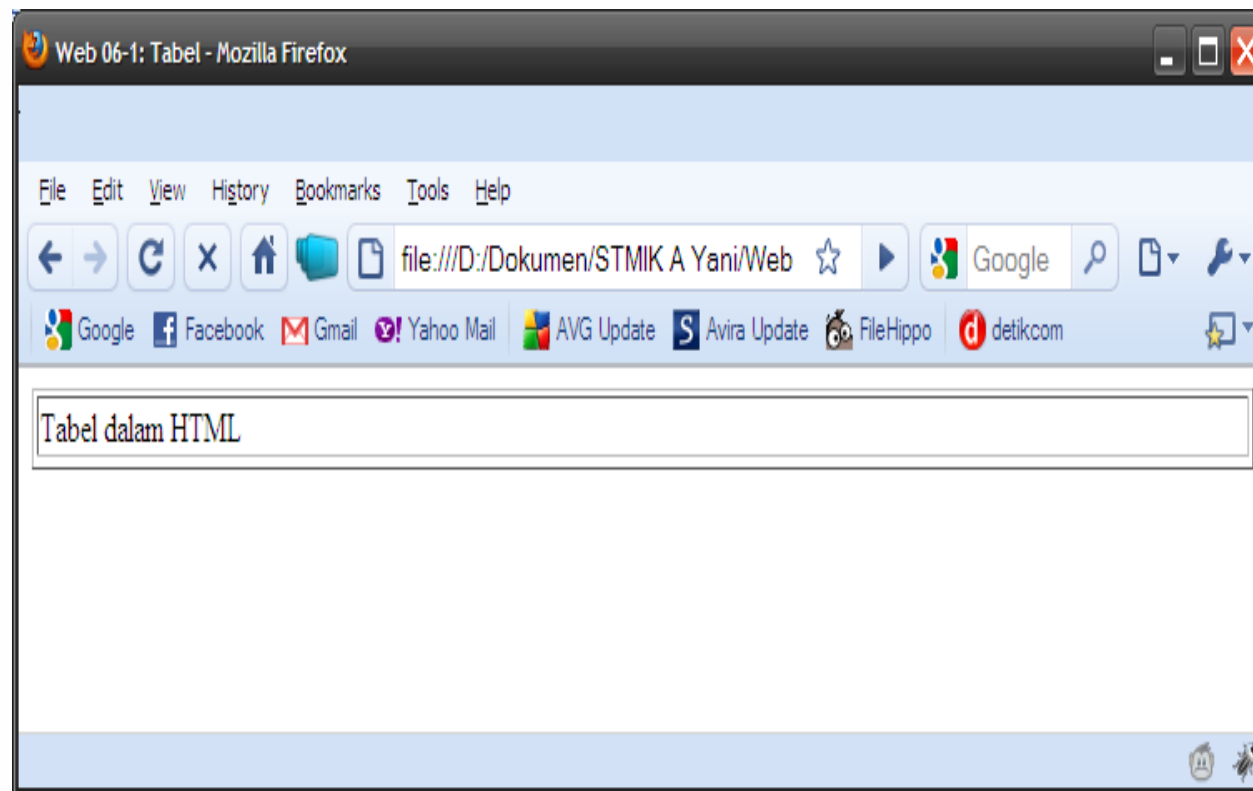 Web 06-1: Tabel - Mozilla Firefox
File Edit View History Bookmarks Tools Help
file:///D:/Dokumen/STMIK A Yani/Web Google
Google Facebook Gmail Yahoo Mail AVG Update Avira Update FileHippo detikcom
Tabel dalam HTML